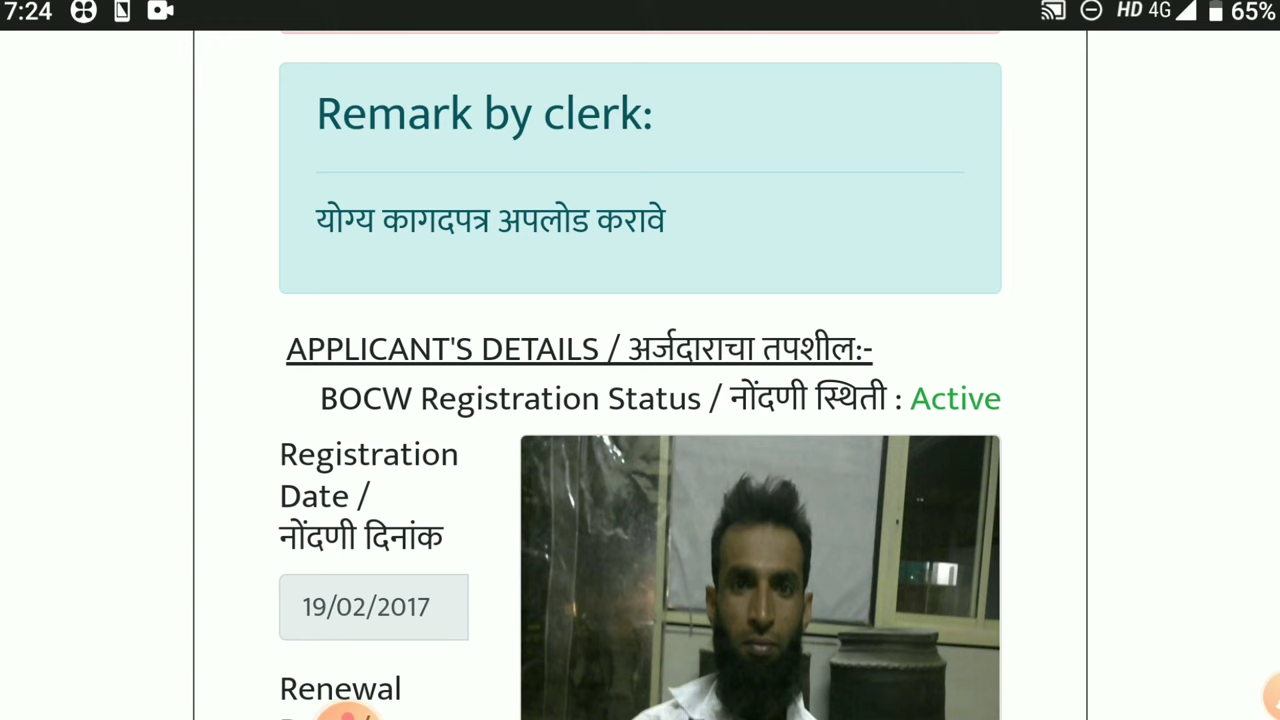 7:24 HD 4G 65%
Remark by clerk:
योग्य कागदपत्र अपलोड करावे
APPLICANT'S DETAILS / अर्जदाराचा तपशील:-
BOCW Registration Status / नोंदणी स्थिती : Active
Registration
Date /
नोंदणी दिनांक
19/02/2017
Renewal